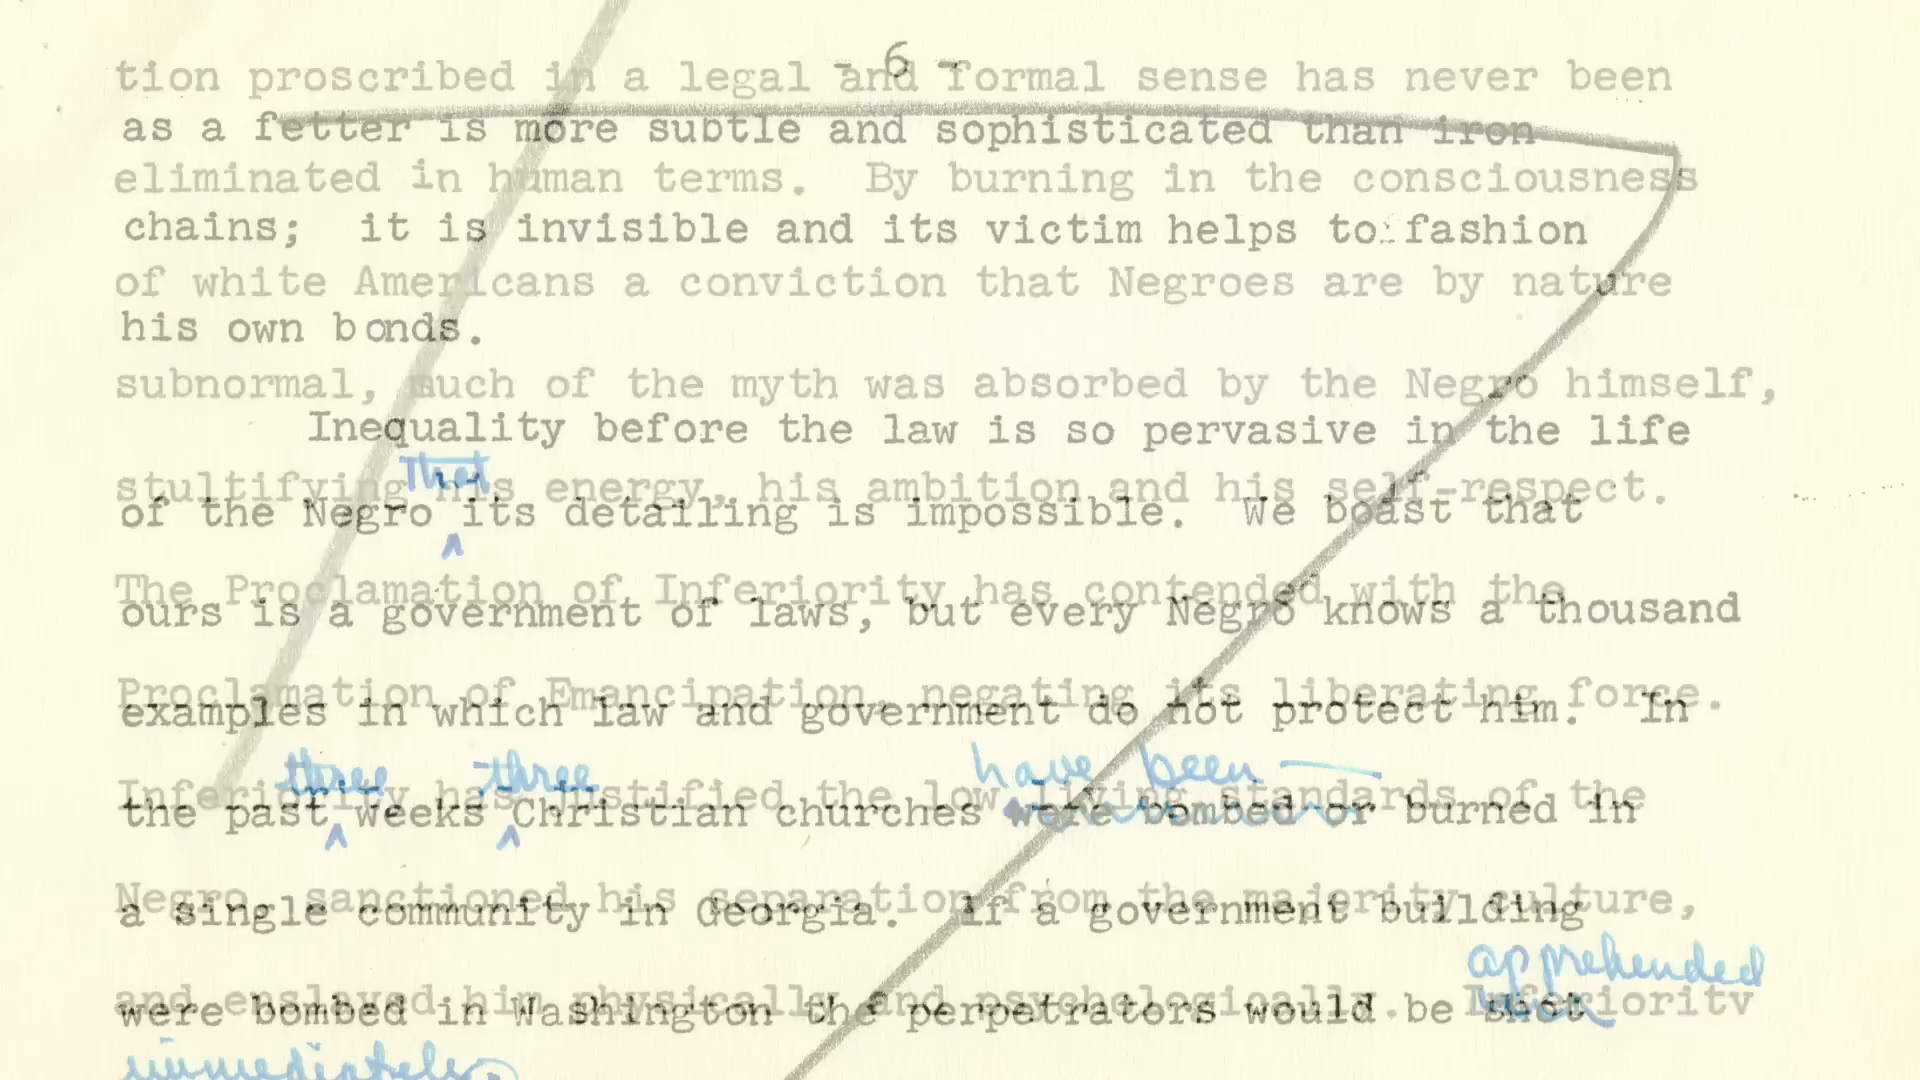 - 6 -
tion proscribed in a legal and formal sense has never been
as a fetter is more subtle and sophisticated than iron
eliminated in human terms. By burning in the consciousness
chains; it is invisible and its victim helps to fashion
of white Americans a conviction that Negroes are by nature
his own bonds.
subnormal, much of the myth was absorbed by the Negro himself,
Inequality before the law is so pervasive in the life
that
stultifying his energy, his ambition and his self-respect.
of the Negro its detailing is impossible. We boast that
The Proclamation of Inferiority has contended with the
ours is a government of laws, but every Negro knows a thousand
Proclamation of Emancipation, negating its liberating force.
examples in which law and government do not protect him. In
three three have been
Inferiority has justified the low living standards of the
the past weeks Christian churches were bombed or burned in
Negro, sanctioned his separation from the majority culture,
a single community in Georgia. If a government building
apprehended
and enslaved him physically and psychologically. Inferiority
were bombed in Washington the perpetrators would be shot
immediately.